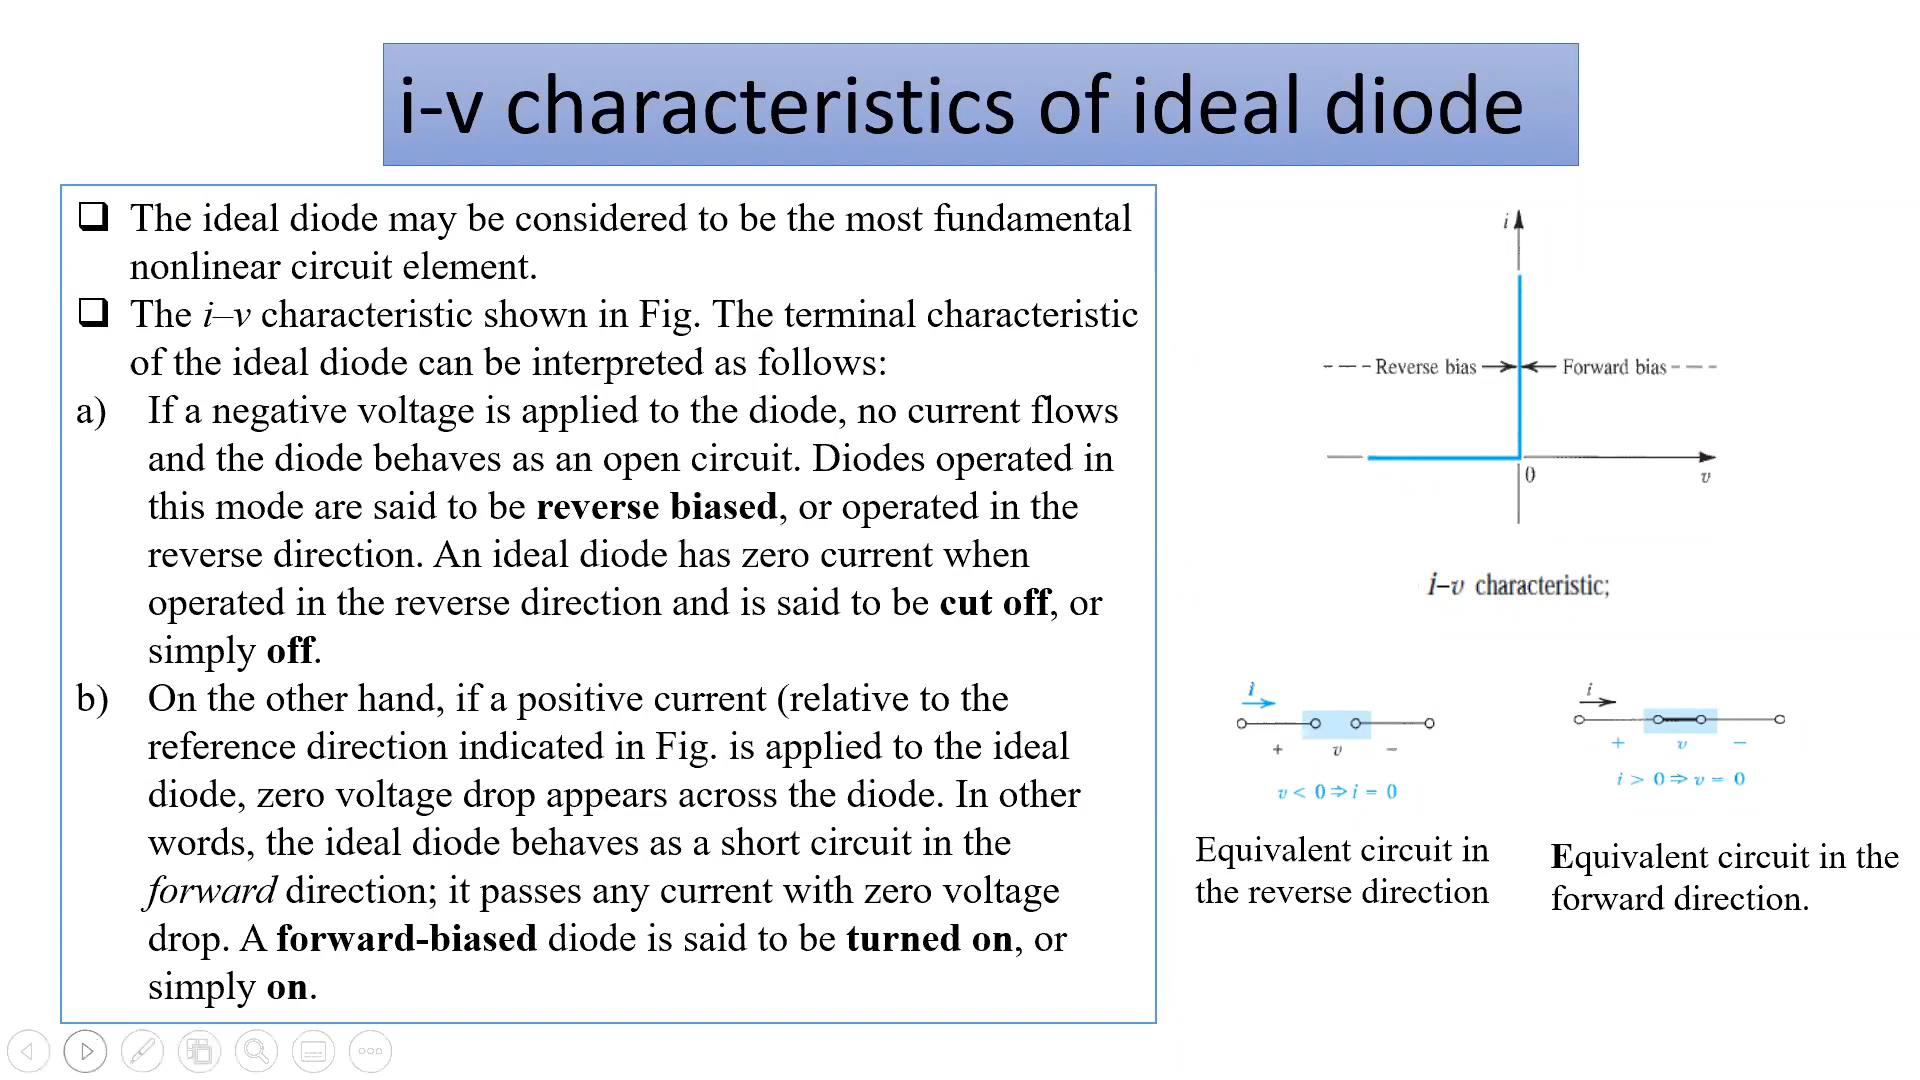 i-v characteristics of ideal diode
❑ The ideal diode may be considered to be the most fundamental
nonlinear circuit element.
❑ The i–v characteristic shown in Fig. The terminal characteristic
of the ideal diode can be interpreted as follows:
a) If a negative voltage is applied to the diode, no current flows
and the diode behaves as an open circuit. Diodes operated in
this mode are said to be reverse biased, or operated in the
reverse direction. An ideal diode has zero current when
operated in the reverse direction and is said to be cut off, or
simply off.
b) On the other hand, if a positive current (relative to the
reference direction indicated in Fig. is applied to the ideal
diode, zero voltage drop appears across the diode. In other
words, the ideal diode behaves as a short circuit in the
forward direction; it passes any current with zero voltage
drop. A forward-biased diode is said to be turned on, or
simply on.
i
Reverse bias
Forward bias
0
v
i–v characteristic;
i
+ v −
v < 0 ⇒ i = 0
Equivalent circuit in
the reverse direction
i
+ v −
i > 0 ⇒ v = 0
Equivalent circuit in the
forward direction.